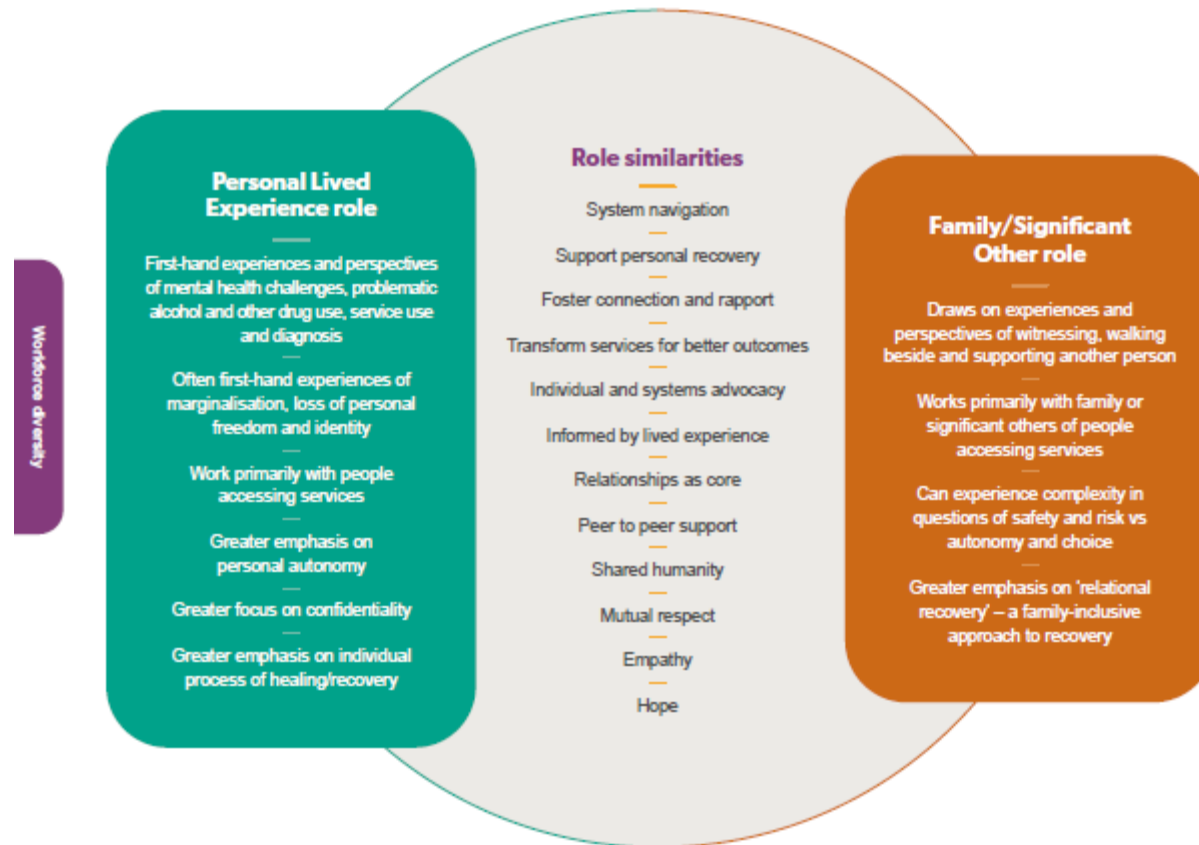 Workforce diversity
Personal Lived
Experience role
First-hand experiences and perspectives
of mental health challenges, problematic
alcohol and other drug use, service use
and diagnosis
Often first-hand experiences of
marginalisation, loss of personal
freedom and identity
Work primarily with people
accessing services
Greater emphasis on
personal autonomy
Greater focus on confidentiality
Greater emphasis on individual
process of healing/recovery
Role similarities
System navigation
Support personal recovery
Foster connection and rapport
Transform services for better outcomes
Individual and systems advocacy
Informed by lived experience
Relationships as core
Peer to peer support
Shared humanity
Mutual respect
Empathy
Hope
Family/Significant
Other role
Draws on experiences and
perspectives of witnessing, walking
beside and supporting another person
Works primarily with family or
significant others of people
accessing services
Can experience complexity in
questions of safety and risk vs
autonomy and choice
Greater emphasis on 'relational
recovery' – a family-inclusive
approach to recovery